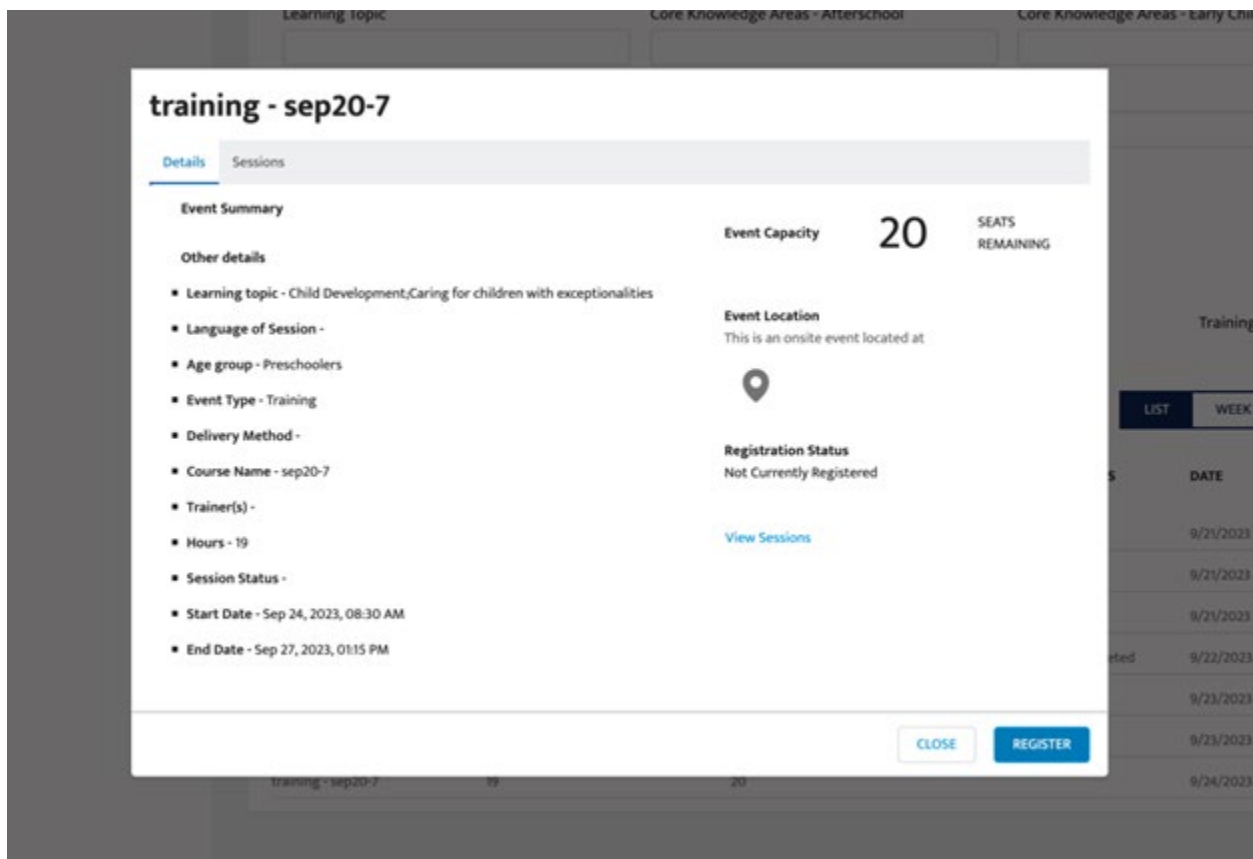 Learning Topic
Core Knowledge Areas - Afterschool
Core Knowledge Areas - Early
training - sep20-7
Details
Sessions
Event Summary
Other details
▪ Learning topic - Child Development;Caring for children with exceptionalities
▪ Language of Session -
▪ Age group - Preschoolers
▪ Event Type - Training
▪ Delivery Method -
▪ Course Name - sep20-7
▪ Trainer(s) -
▪ Hours - 19
▪ Session Status -
▪ Start Date - Sep 24, 2023, 08:30 AM
▪ End Date - Sep 27, 2023, 01:15 PM
Event Capacity
20
SEATS
REMAINING
Event Location
This is an onsite event located at
Registration Status
Not Currently Registered
View Sessions
CLOSE
REGISTER
Training
LIST
WEEK
S
DATE
9/21/2023
9/21/2023
9/21/2023
eted
9/22/2023
9/23/2023
9/23/2023
training - sep20-7
19
20
9/24/2023